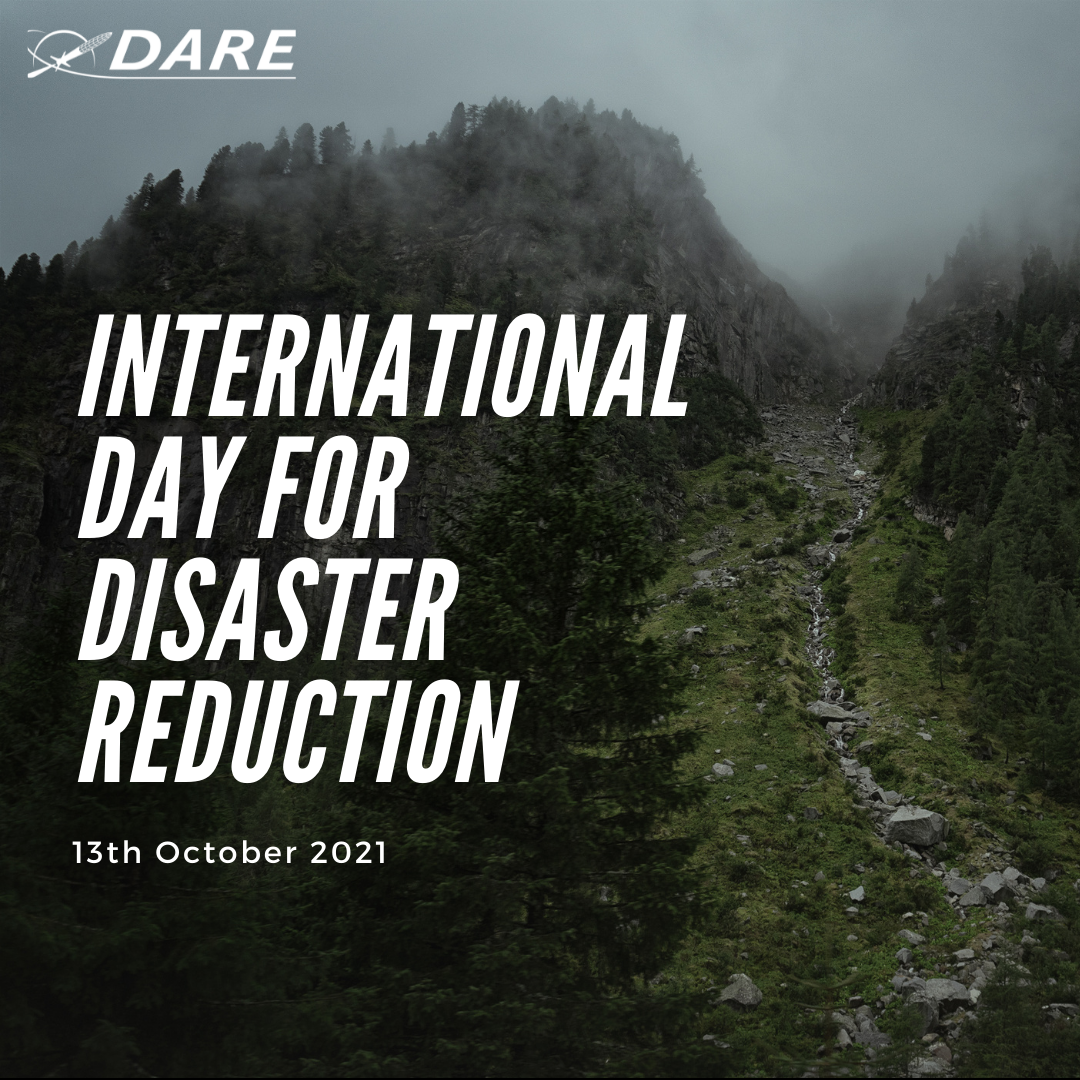 DARE
INTERNATIONAL
DAY FOR
DISASTER
REDUCTION
13th October 2021